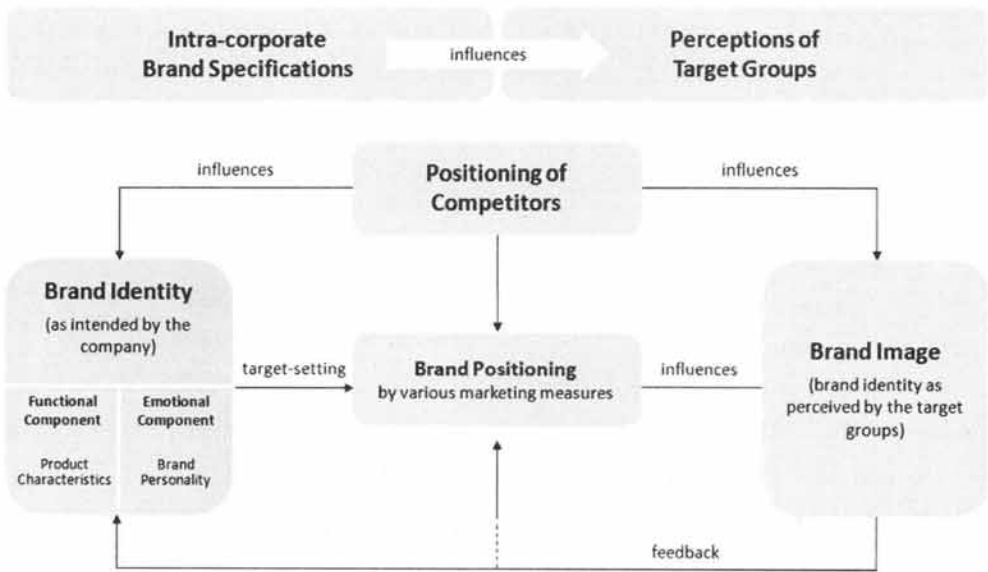 Intra-corporate
Brand Specifications
influences
Perceptions of
Target Groups
influences
Positioning of
Competitors
influences
Brand Identity
(as intended by the
company)
Functional
Component
Emotional
Component
Product
Characteristics
Brand
Personality
target-setting
Brand Positioning
by various marketing measures
influences
Brand Image
(brand identity as
perceived by the target
groups)
feedback